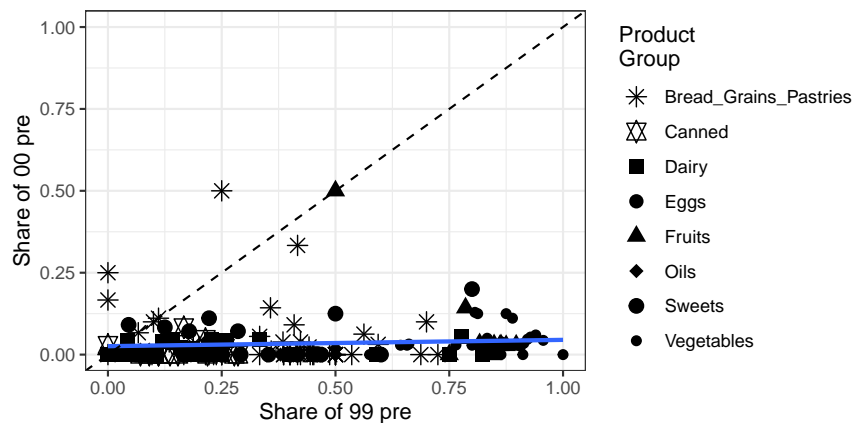 1.00
0.75
0.50
0.25
0.00
Share of 00 pre
0.00 0.25 0.50 0.75 1.00
Share of 99 pre
Product
Group
Bread_Grains_Pastries
Canned
Dairy
Eggs
Fruits
Oils
Sweets
Vegetables